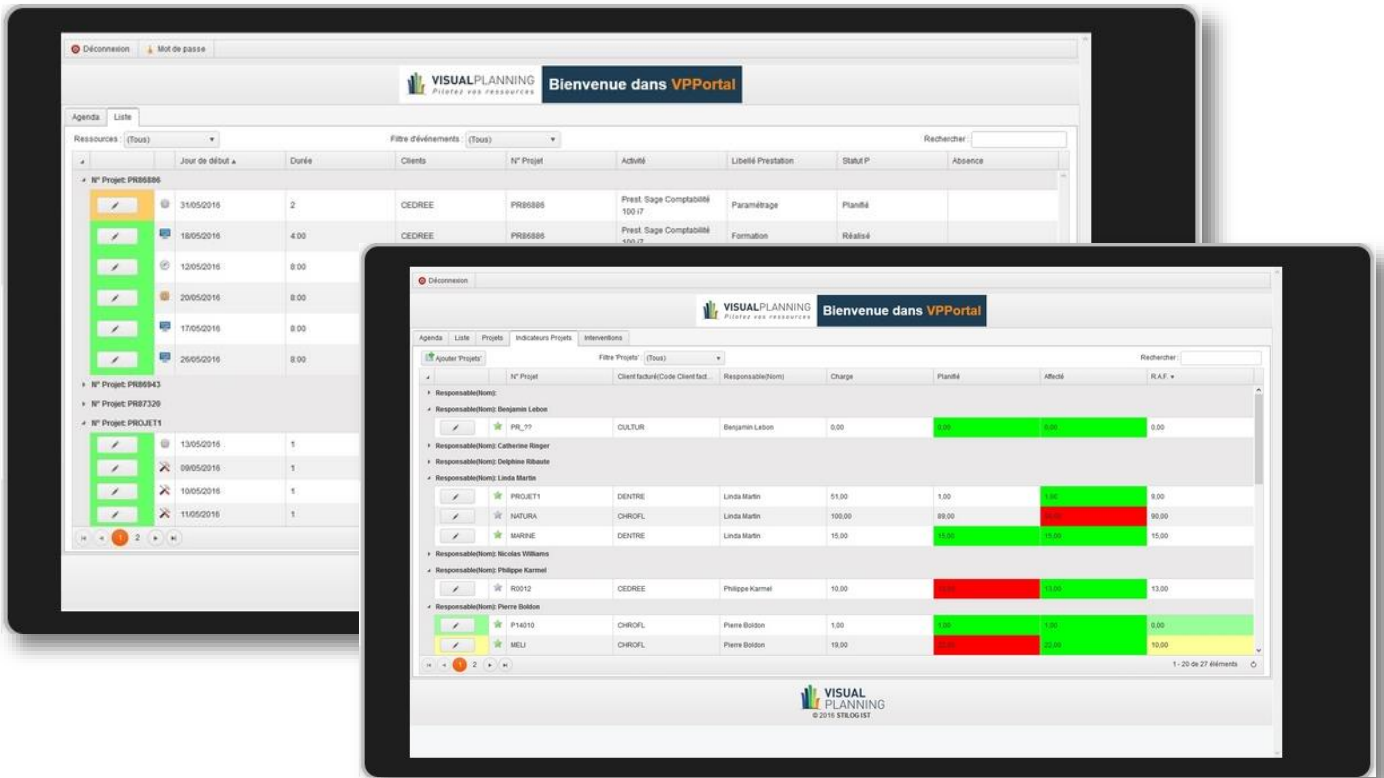 Déconnexion Mot de passe
VISUALPLANNING
Pilotez vos ressources
Bienvenue dans VPPortal
Agenda Liste
Ressources : (Tous) Filtre d'événements : (Tous) Rechercher :
Jour de début Durée Clients N° Projet Activité Libellé Prestation Statut P Absence
N° Projet: PR86886
31/05/2016 2 CEDREE PR86886 Prest. Sage Comptabilité 100 i7 Paramétrage Planifié
18/05/2016 4:00 CEDREE PR86886 Prest. Sage Comptabilité 100 i7 Formation Réalisé
12/05/2016 8:00
20/05/2016 8:00
17/05/2016 8:00
26/05/2016 8:00
N° Projet: PR86943
N° Projet: PR87320
N° Projet: PROJET1
13/05/2016 1
09/05/2016 1
10/05/2016 1
11/05/2016 1
1 2
Déconnexion
VISUALPLANNING
Pilotez vos ressources
Bienvenue dans VPPortal
Agenda Liste Projets Indicateurs Projets Interventions
Ajouter 'Projets' Filtre 'Projets' : (Tous) Rechercher :
N° Projet Client facturé(Code Client fact... Responsable(Nom) Charge Planifié Affecté R.A.F.
Responsable(Nom):
Responsable(Nom): Benjamin Lebon
PR_?? CULTUR Benjamin Lebon 0,00 0,00 0,00 0,00
Responsable(Nom): Catherine Ringer
Responsable(Nom): Delphine Ribaute
Responsable(Nom): Linda Martin
PROJET1 DENTRE Linda Martin 51,00 1,00 1,00 9,00
NATURA CHROFL Linda Martin 100,00 89,00 90,00
MARINE DENTRE Linda Martin 15,00 15,00 15,00 15,00
Responsable(Nom): Nicolas Williams
Responsable(Nom): Philippe Karmel
R0012 CEDREE Philippe Karmel 10,00 13,00 13,00
Responsable(Nom): Pierre Boldon
P14010 CHROFL Pierre Boldon 1,00 1,00 1,00 0,00
MELI CHROFL Pierre Boldon 19,00 22,00 10,00
1 2 1 - 20 de 27 éléments
VISUAL
PLANNING
© 2016 STILOG IST